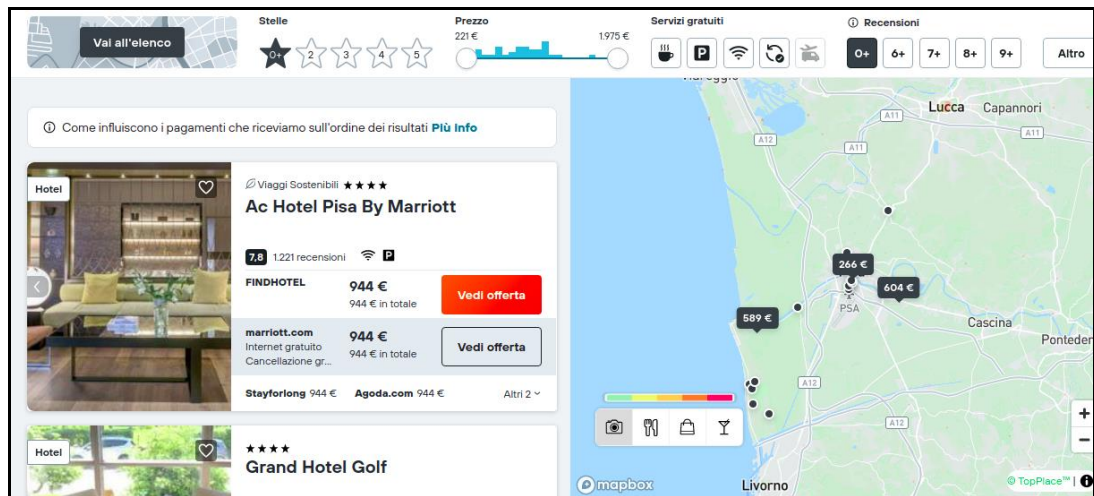 Vai all'elenco
Stelle
0+ 2 3 4 5
Prezzo
221 € 1.975 €
Servizi gratuiti
P
Recensioni
0+ 6+ 7+ 8+ 9+
Altro
Come influiscono i pagamenti che riceviamo sull'ordine dei risultati Più Info
Hotel
Viaggi Sostenibili
Ac Hotel Pisa By Marriott
7,8 1.221 recensioni P
FINDHOTEL
944 €
944 € in totale
Vedi offerta
marriott.com
Internet gratuito
Cancellazione gr...
944 €
944 € in totale
Vedi offerta
Stayforlong 944 € Agoda.com 944 € Altri 2
Hotel
Grand Hotel Golf
Viareggio
Lucca
Capannori
A11
A11
A12
A11
266 €
604 €
PSA
589 €
Cascina
Ponteder
A12
A12
+
−
mapbox
Livorno
© TopPlace™ |